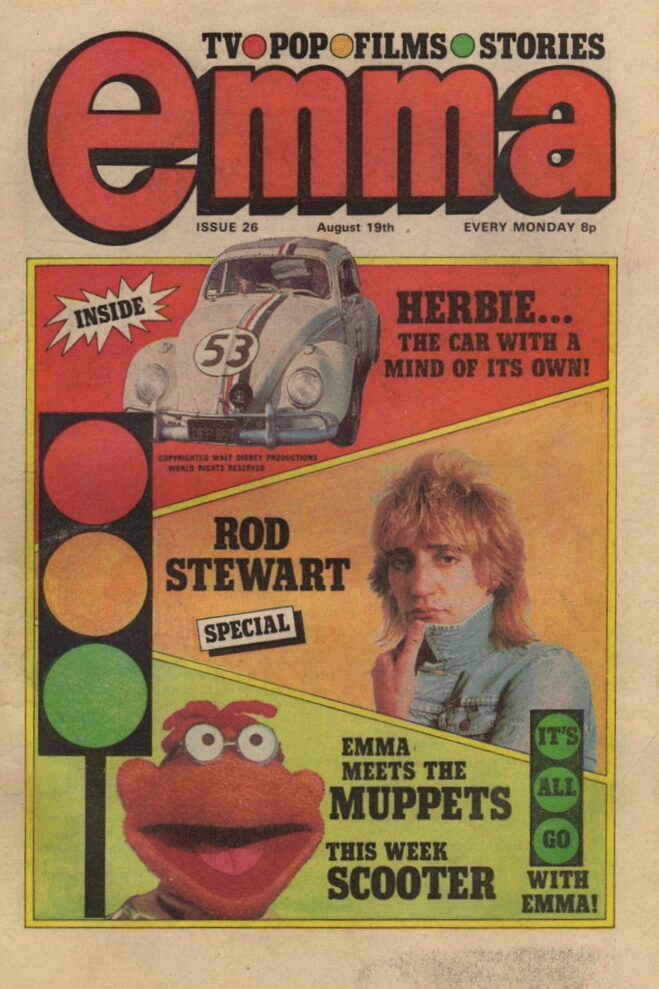 TV POP FILMS STORIES
emma
ISSUE 26 August 19th EVERY MONDAY 8p
INSIDE
53
HERBIE...
THE CAR WITH A
MIND OF ITS OWN!
COPYRIGHTED WALT DISNEY PRODUCTIONS
WORLD RIGHTS RESERVED
ROD
STEWART
SPECIAL
EMMA
MEETS THE
MUPPETS
THIS WEEK
SCOOTER
IT'S
ALL
GO
WITH
EMMA!